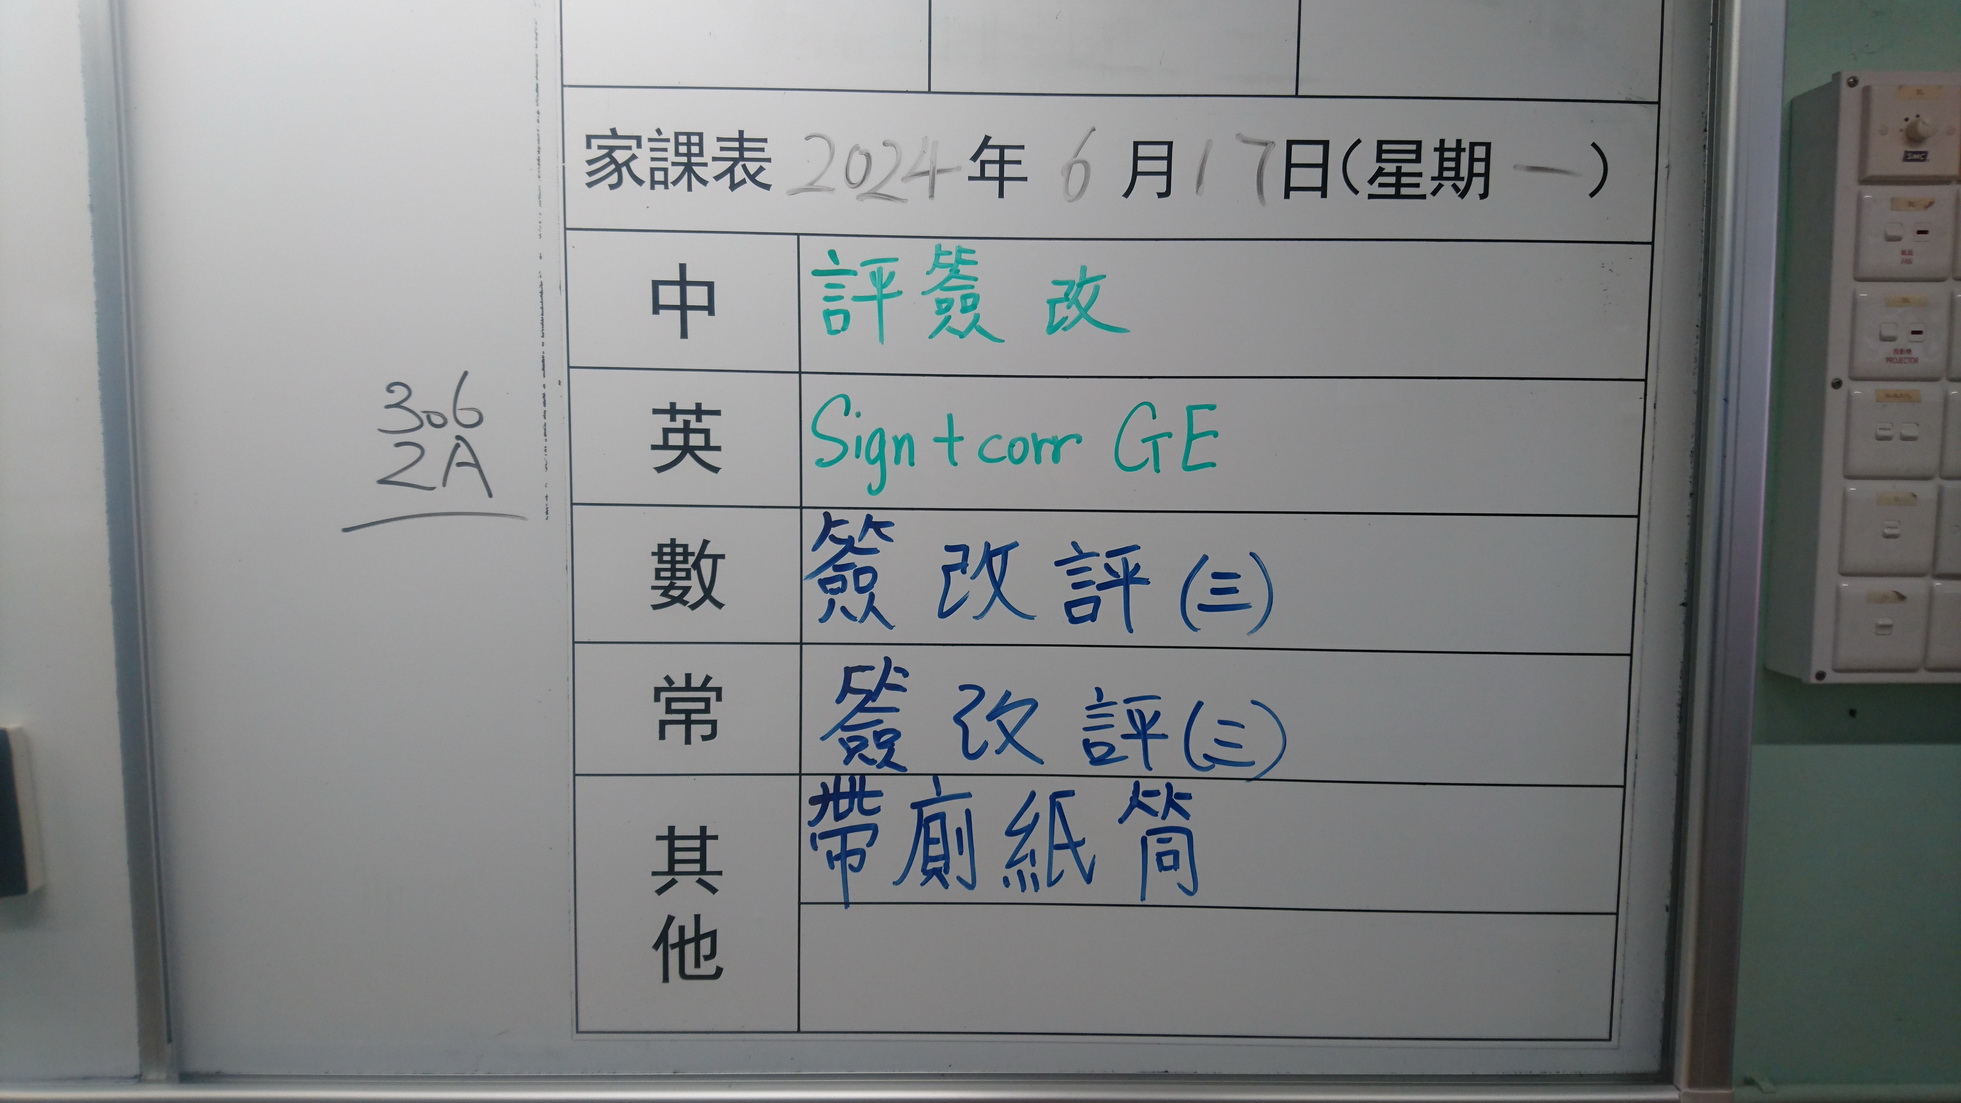 家課表 2024 年 6 月 17 日(星期 一 )
中 評簽 改
英 Sign + corr GE
數 簽 改 評 (三)
常 簽 改 評 (三)
其他 帶 廁 紙 筒
306
2A
SMC
PROJECTOR